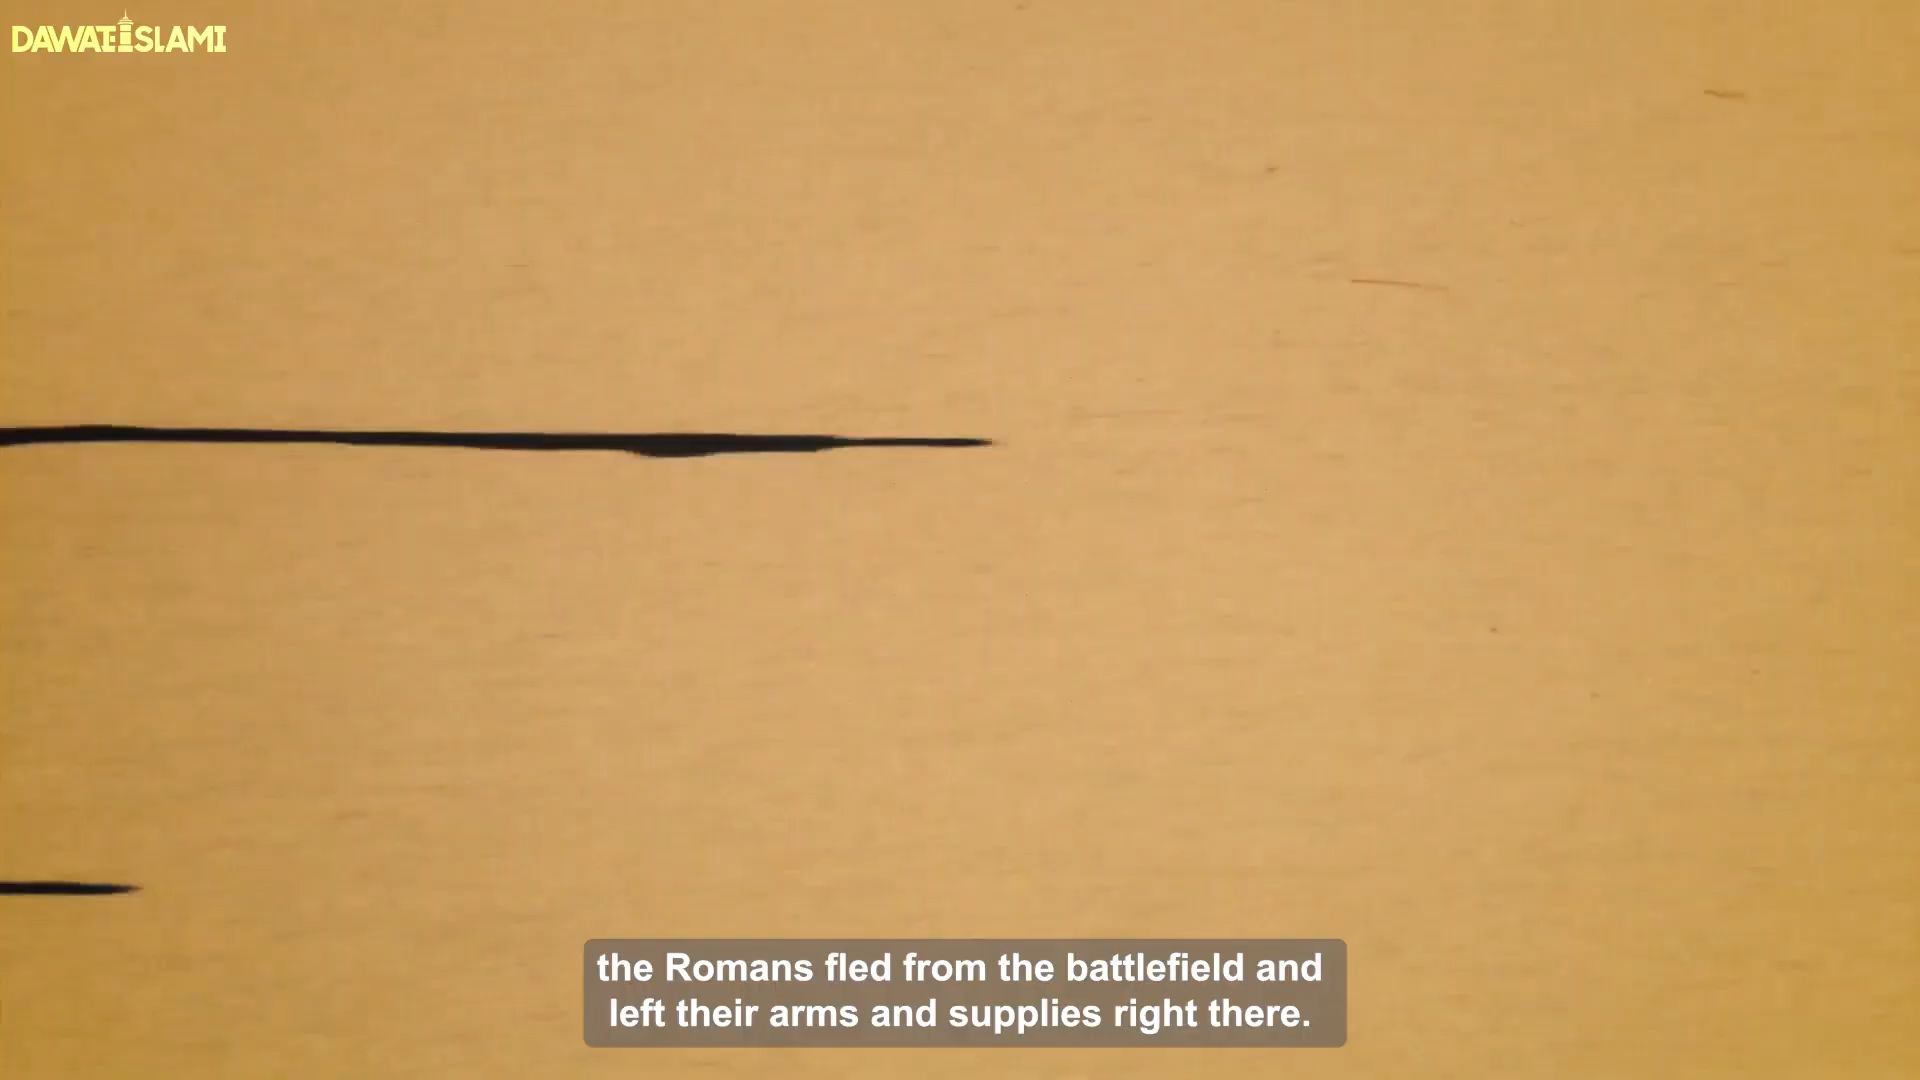 DAWATEISLAMI
the Romans fled from the battlefield and
left their arms and supplies right there.